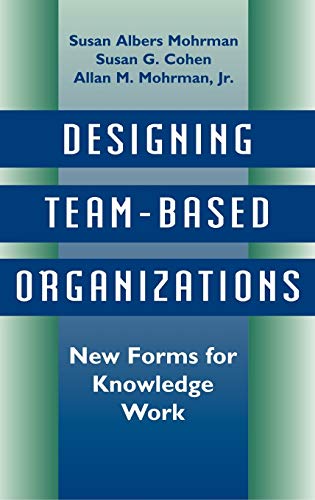 Susan Albers Mohrman
Susan G. Cohen
Allan M. Mohrman, Jr.
DESIGNING
TEAM-BASED
ORGANIZATIONS
New Forms for
Knowledge
Work